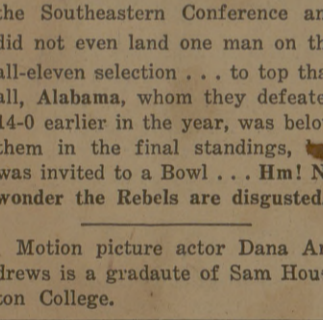 the Southeastern Conference an
did not even land one man on th
all-eleven selection . . . to top tha
all, Alabama, whom they defeate
14-0 earlier in the year, was belo
them in the final standings,
was invited to a Bowl . . . Hm! N
wonder the Rebels are disgusted
Motion picture actor Dana An
drews is a gradaute of Sam Hous
ton College.